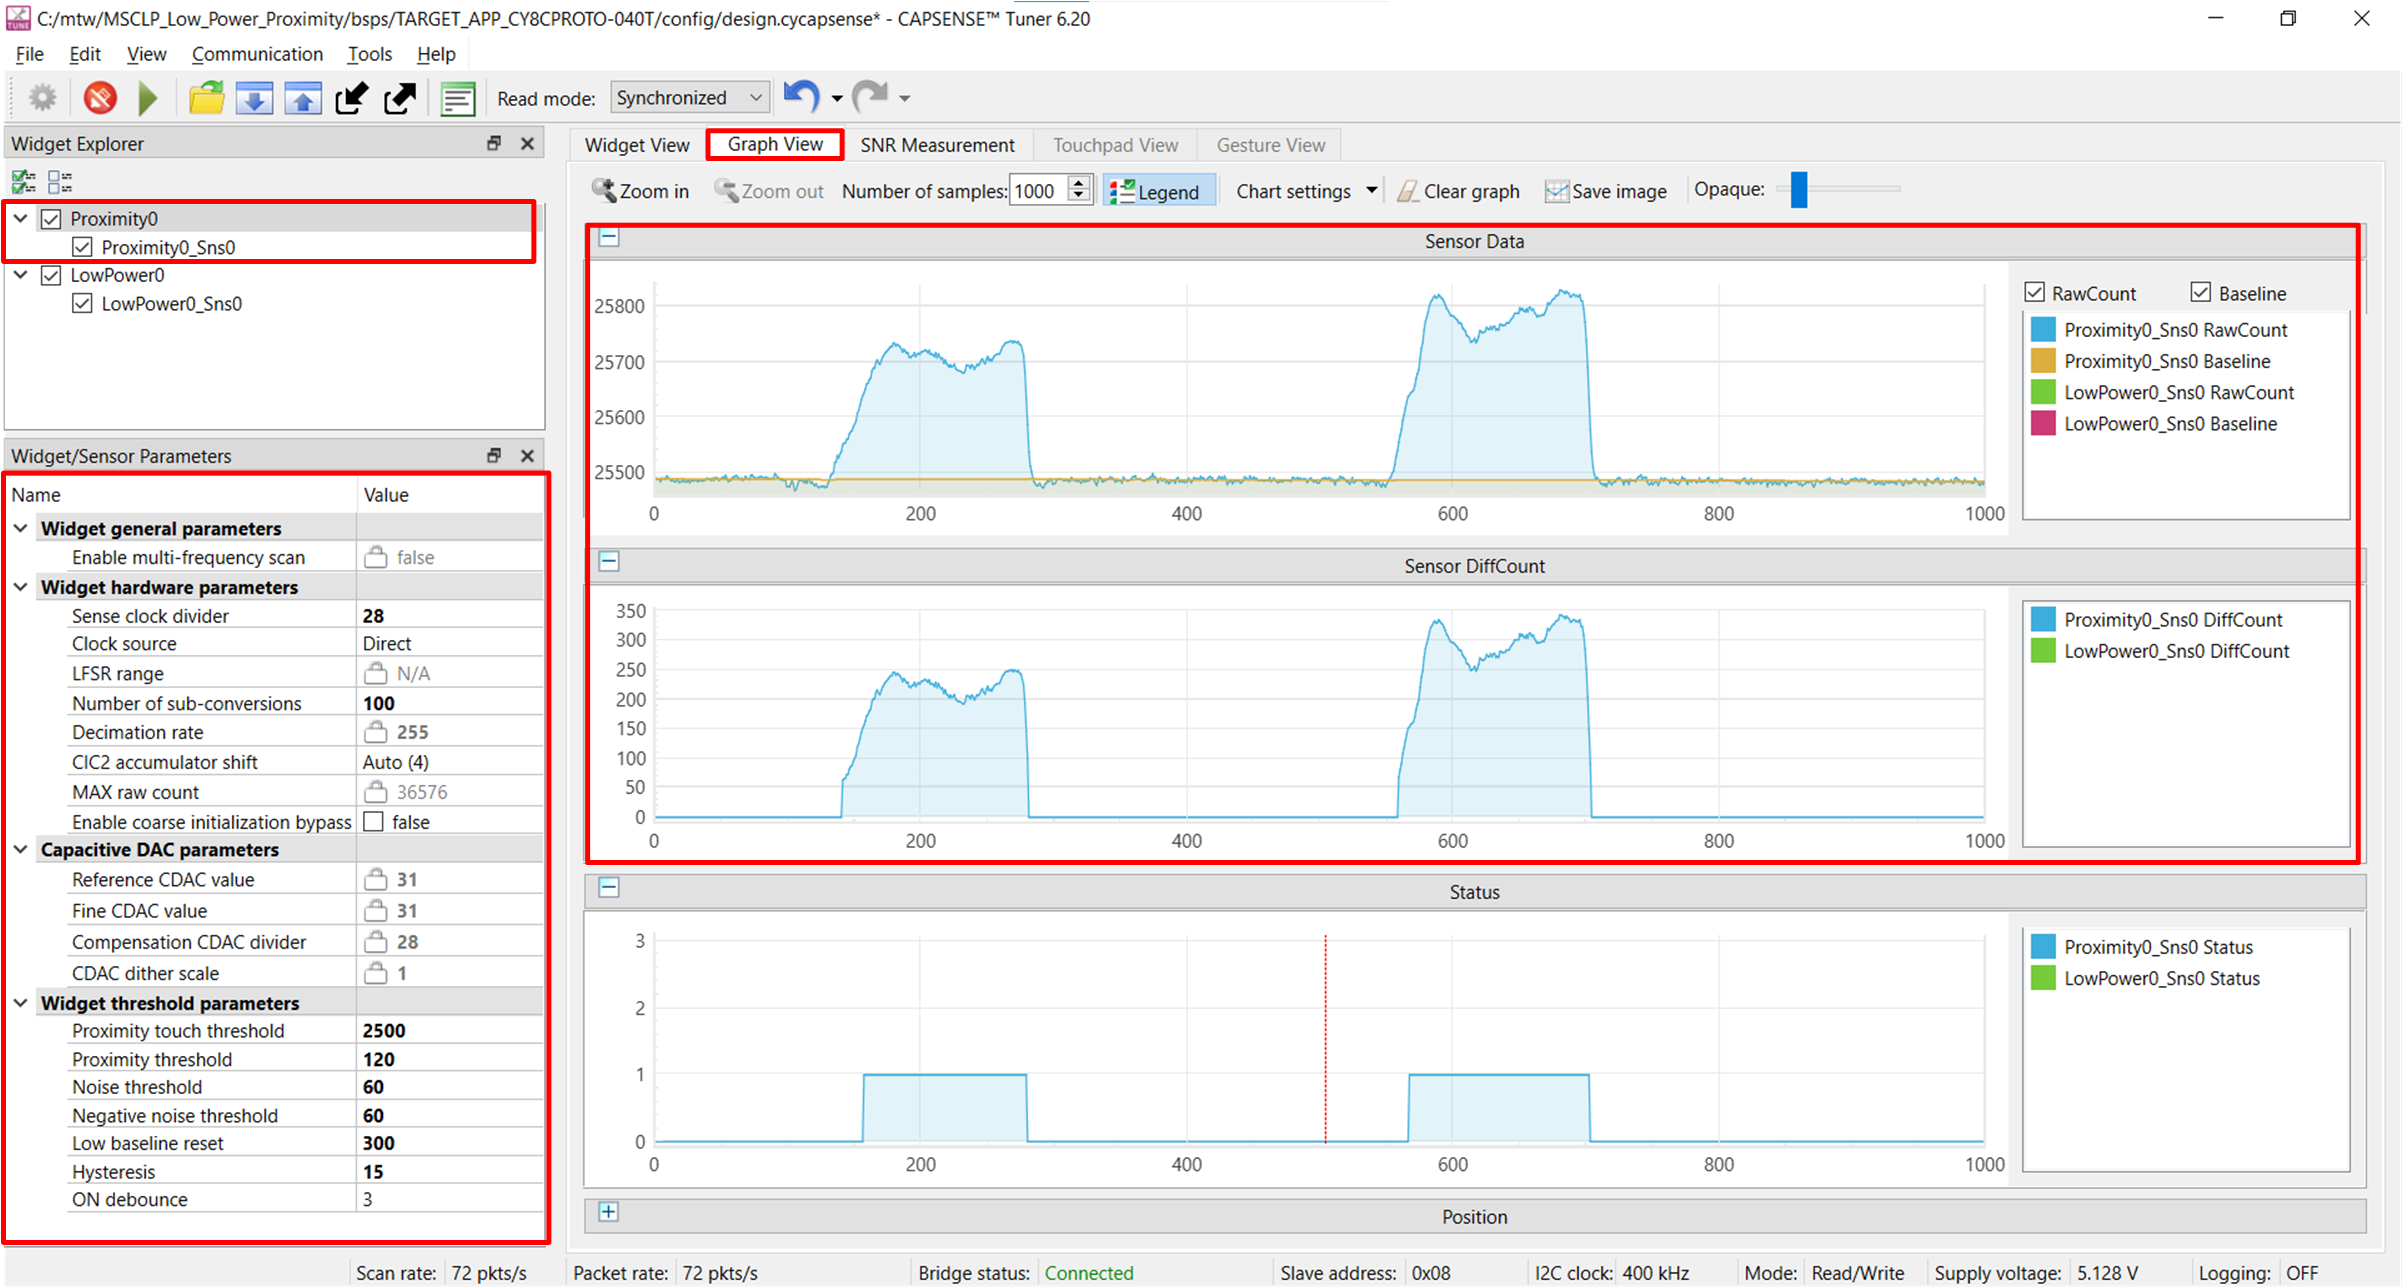 C:/mtw/MSCLP_Low_Power_Proximity/bsps/TARGET_APP_CY8CPROTO-040T/config/design.cycapsense* - CAPSENSE™ Tuner 6.20
File Edit View Communication Tools Help
Read mode: Synchronized
Widget Explorer
Proximity0
Proximity0_Sns0
LowPower0
LowPower0_Sns0
Widget/Sensor Parameters
Name Value
Widget general parameters
Enable multi-frequency scan false
Widget hardware parameters
Sense clock divider 28
Clock source Direct
LFSR range N/A
Number of sub-conversions 100
Decimation rate 255
CIC2 accumulator shift Auto (4)
MAX raw count 36576
Enable coarse initialization bypass false
Capacitive DAC parameters
Reference CDAC value 31
Fine CDAC value 31
Compensation CDAC divider 28
CDAC dither scale 1
Widget threshold parameters
Proximity touch threshold 2500
Proximity threshold 120
Noise threshold 60
Negative noise threshold 60
Low baseline reset 300
Hysteresis 15
ON debounce 3
Widget View Graph View SNR Measurement Touchpad View Gesture View
Zoom in Zoom out Number of samples: 1000 Legend Chart settings Clear graph Save image Opaque:
Sensor Data
25800
25700
25600
25500
0 200 400 600 800 1000
RawCount Baseline
Proximity0_Sns0 RawCount
Proximity0_Sns0 Baseline
LowPower0_Sns0 RawCount
LowPower0_Sns0 Baseline
Sensor DiffCount
350
300
250
200
150
100
50
0
0 200 400 600 800 1000
Proximity0_Sns0 DiffCount
LowPower0_Sns0 DiffCount
Status
3
2
1
0
0 200 400 600 800 1000
Proximity0_Sns0 Status
LowPower0_Sns0 Status
Position
Scan rate: 72 pkts/s Packet rate: 72 pkts/s Bridge status: Connected Slave address: 0x08 I2C clock: 400 kHz Mode: Read/Write Supply voltage: 5.128 V Logging: OFF